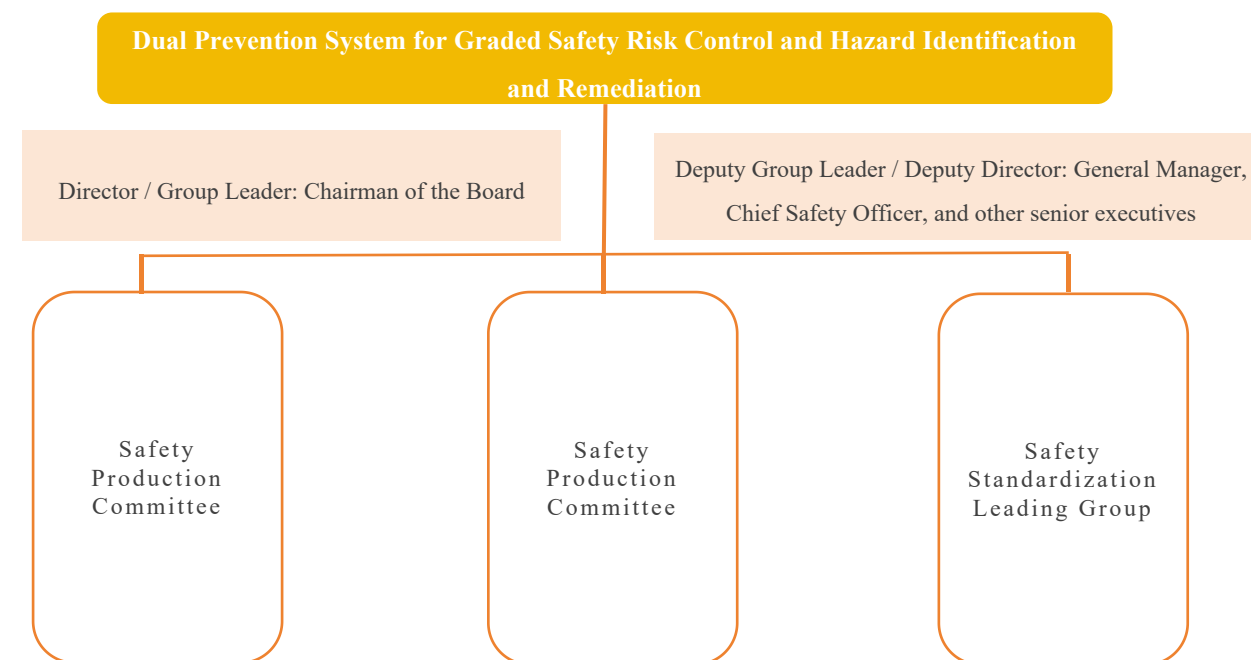 Dual Prevention System for Graded Safety Risk Control and Hazard Identification
and Remediation
Director / Group Leader: Chairman of the Board
Deputy Group Leader / Deputy Director: General Manager,
Chief Safety Officer, and other senior executives
Safety
Production
Committee
Safety
Production
Committee
Safety
Standardization
Leading Group